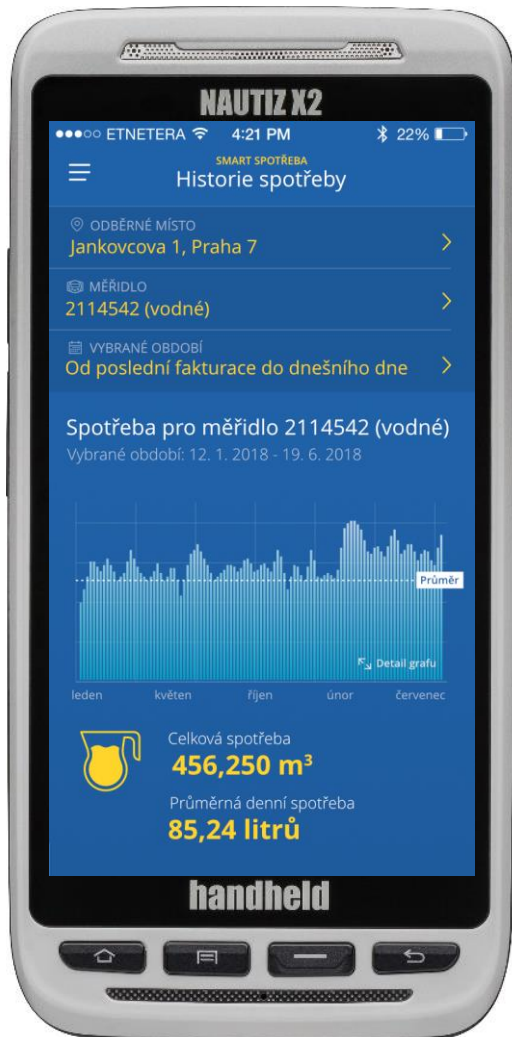 NAUTIZ X2
ETNETERA 4:21 PM 22%
SMART SPOTŘEBA
Historie spotřeby
ODBĚRNÉ MÍSTO
Jankovcova 1, Praha 7
MĚŘIDLO
2114542 (vodné)
VYBRANÉ OBDOBÍ
Od poslední fakturace do dnešního dne
Spotřeba pro měřidlo 2114542 (vodné)
Vybrané období: 12. 1. 2018 - 19. 6. 2018
Průměr
Detail grafu
leden květen říjen únor červenec
Celková spotřeba
456,250 m³
Průměrná denní spotřeba
85,24 litrů
handheld